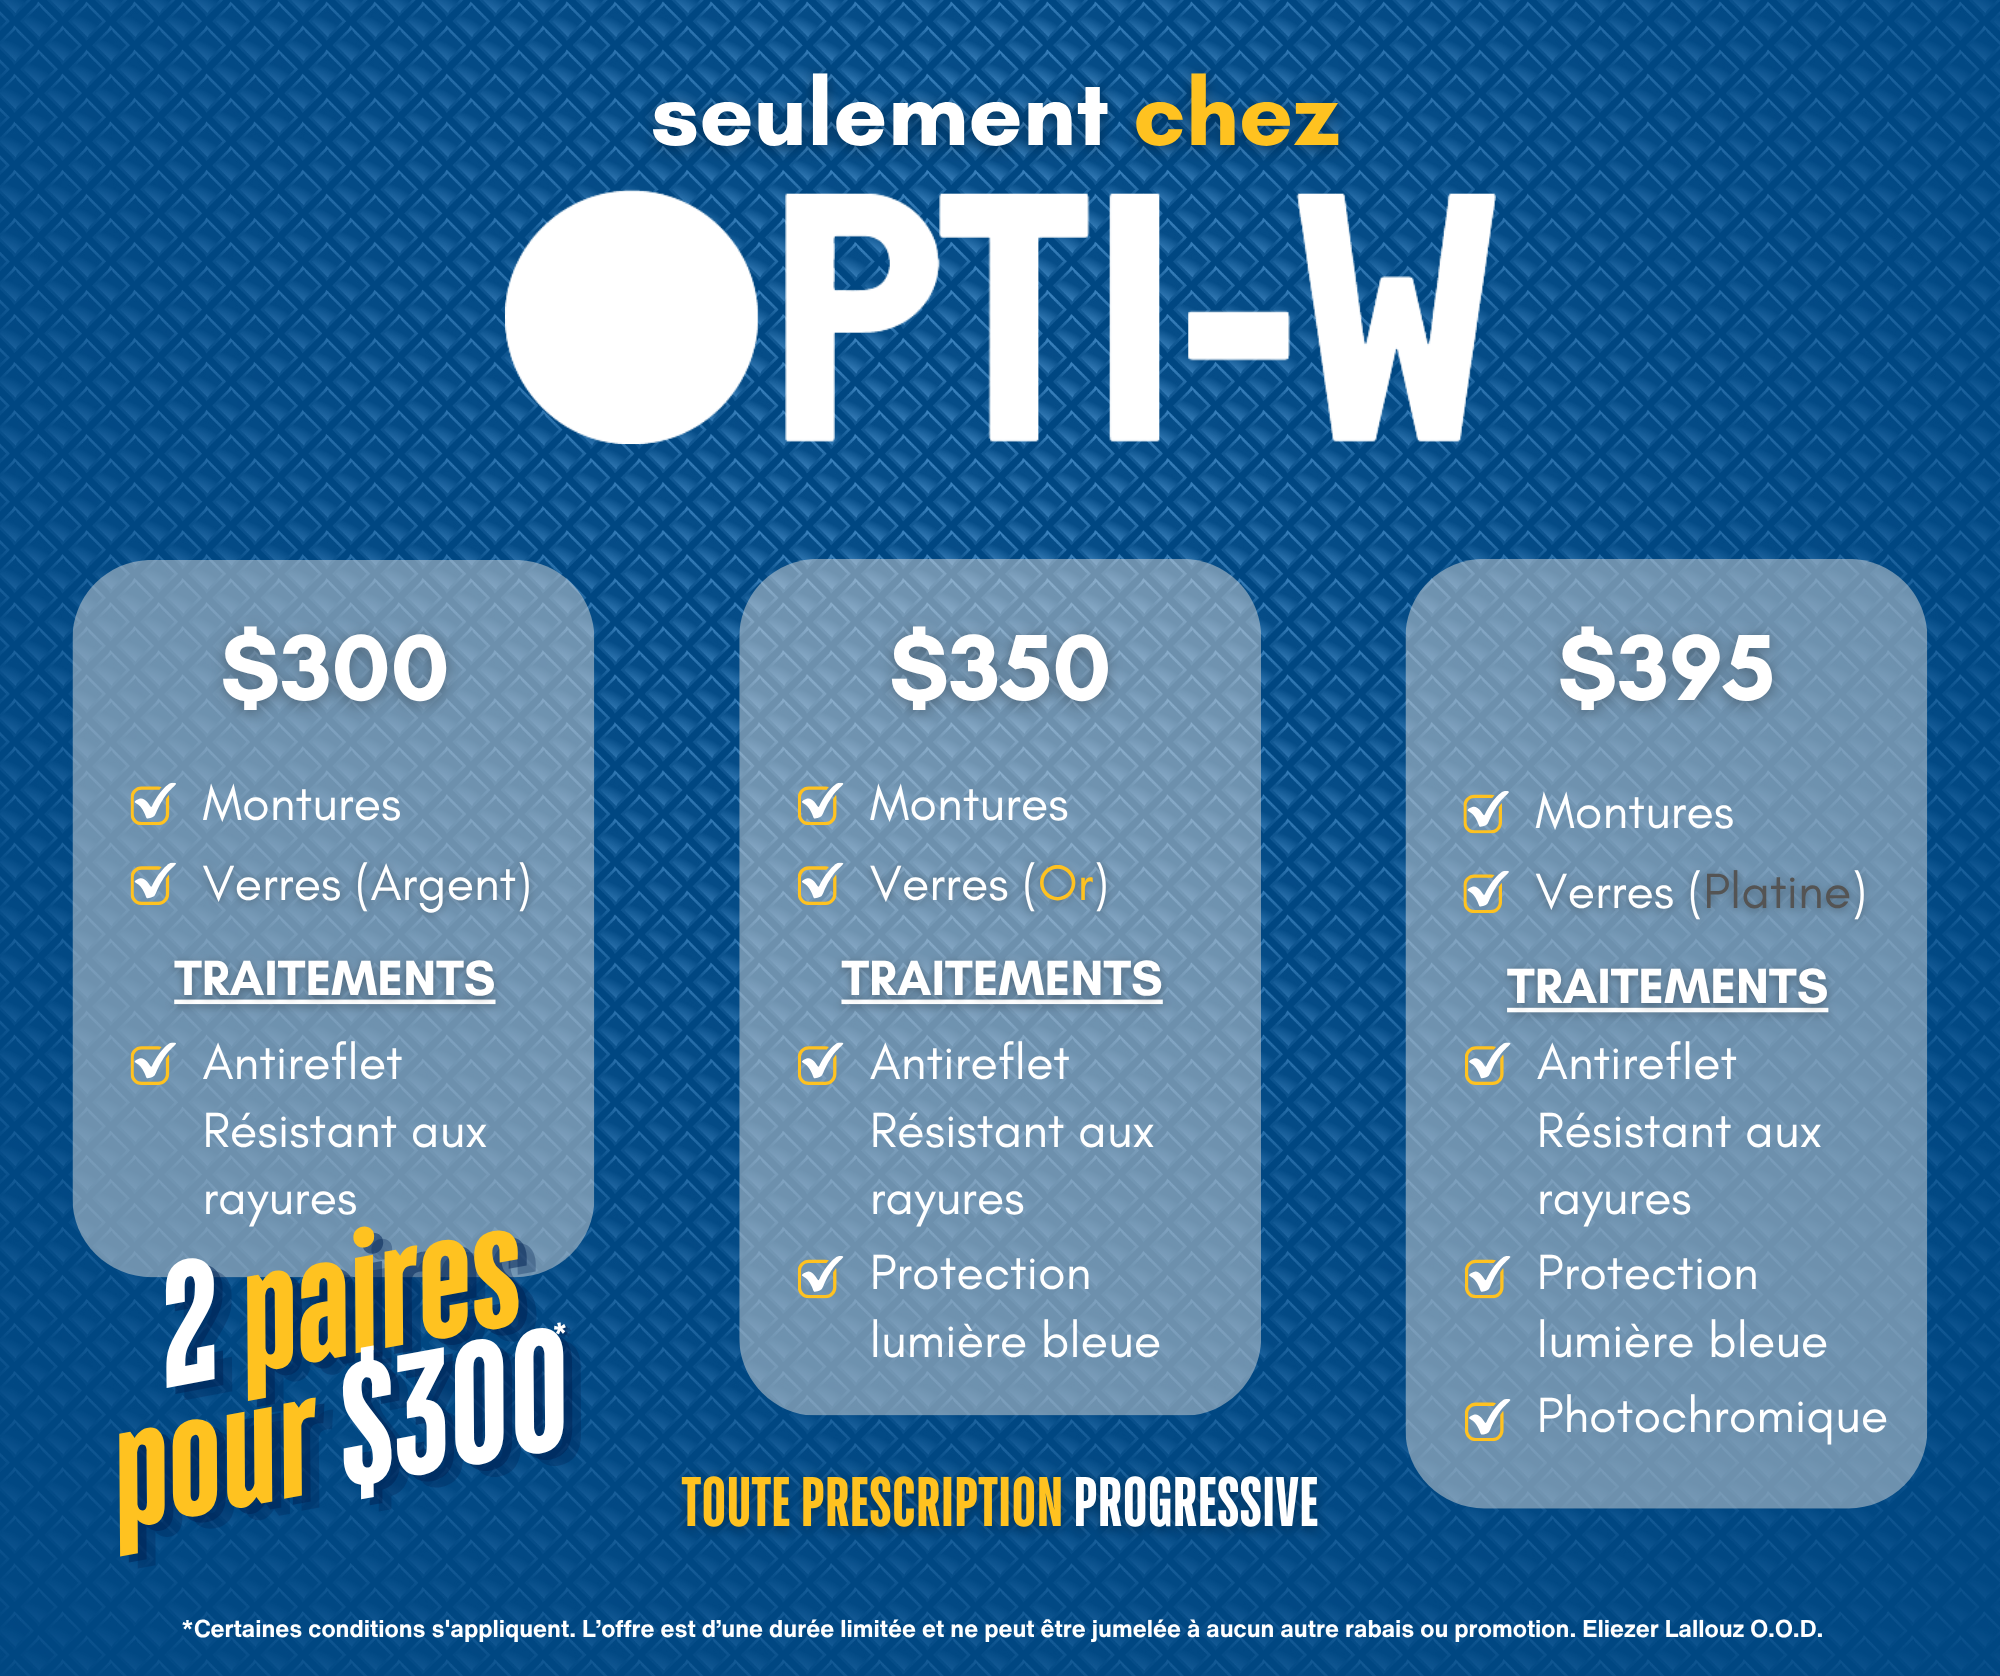 seulement chez
OPTI-W
$300
Montures
Verres (Argent)
TRAITEMENTS
Antireflet
Résistant aux
rayures
2 paires
pour $300*
$350
Montures
Verres (Or)
TRAITEMENTS
Antireflet
Résistant aux
rayures
Protection
lumière bleue
$395
Montures
Verres (Platine)
TRAITEMENTS
Antireflet
Résistant aux
rayures
Protection
lumière bleue
Photochromique
TOUTE PRESCRIPTION PROGRESSIVE
*Certaines conditions s'appliquent. L’offre est d’une durée limitée et ne peut être jumelée à aucun autre rabais ou promotion. Eliezer Lallouz O.O.D.